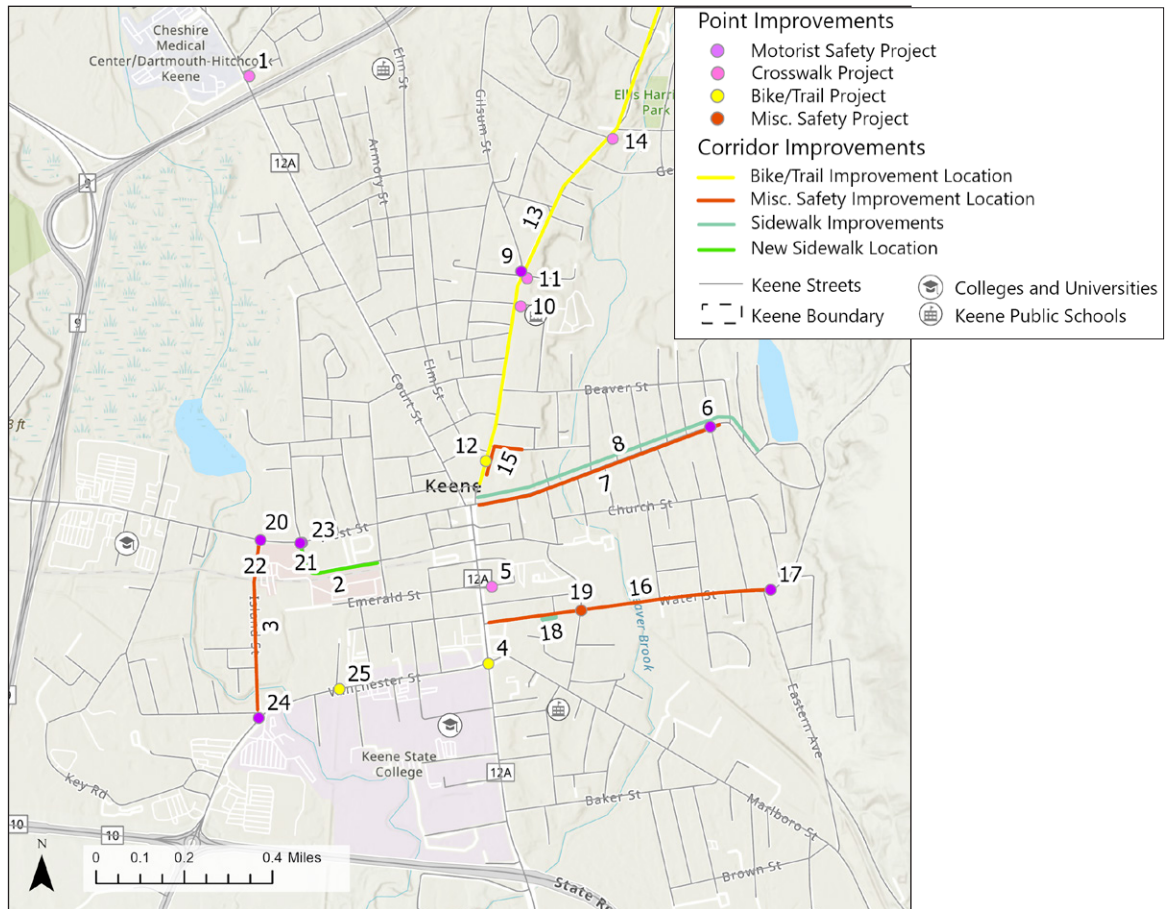 Cheshire
Medical
Center/Dartmouth-Hitchcock
Keene
1
Elm St
Gilsum St
Armory St
12A
9
9
14
13
9
11
10
Elm St
Court St
Beaver St
6
8
7
12
15
Keene
Church St
20
23
22
21
2
Emerald St
12A
5
Island St
3
19
16
Water St
17
18
4
25
Winchester St
24
Keene State
College
12A
Eastern Ave
Key Rd
Baker St
Marlboro St
Brown St
10
10
N
0 0.1 0.2 0.4 Miles
Point Improvements
Motorist Safety Project
Crosswalk Project
Bike/Trail Project
Misc. Safety Project
Corridor Improvements
Bike/Trail Improvement Location
Misc. Safety Improvement Location
Sidewalk Improvements
New Sidewalk Location
Keene Streets
Keene Boundary
Colleges and Universities
Keene Public Schools